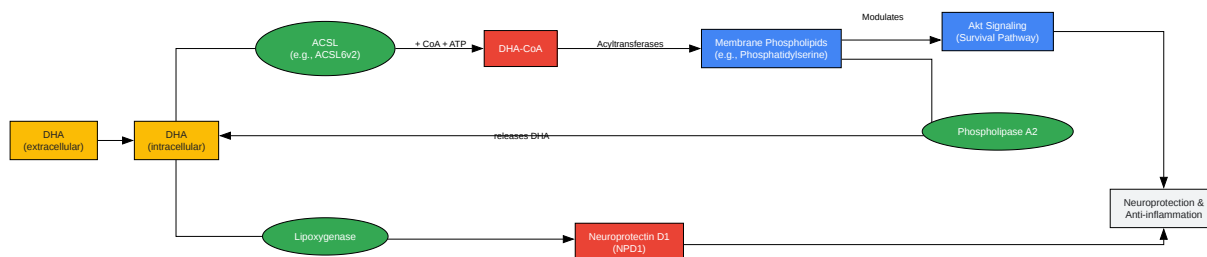 Modulates
ACSL
(e.g., ACSL6v2)
+ CoA + ATP
DHA-CoA
Acyltransferases
Membrane Phospholipids
(e.g., Phosphatidylserine)
Akt Signaling
(Survival Pathway)
DHA
(extracellular)
DHA
(intracellular)
releases DHA
Phospholipase A2
Neuroprotection &
Anti-inflammation
Lipoxygenase
Neuroprotectin D1
(NPD1)